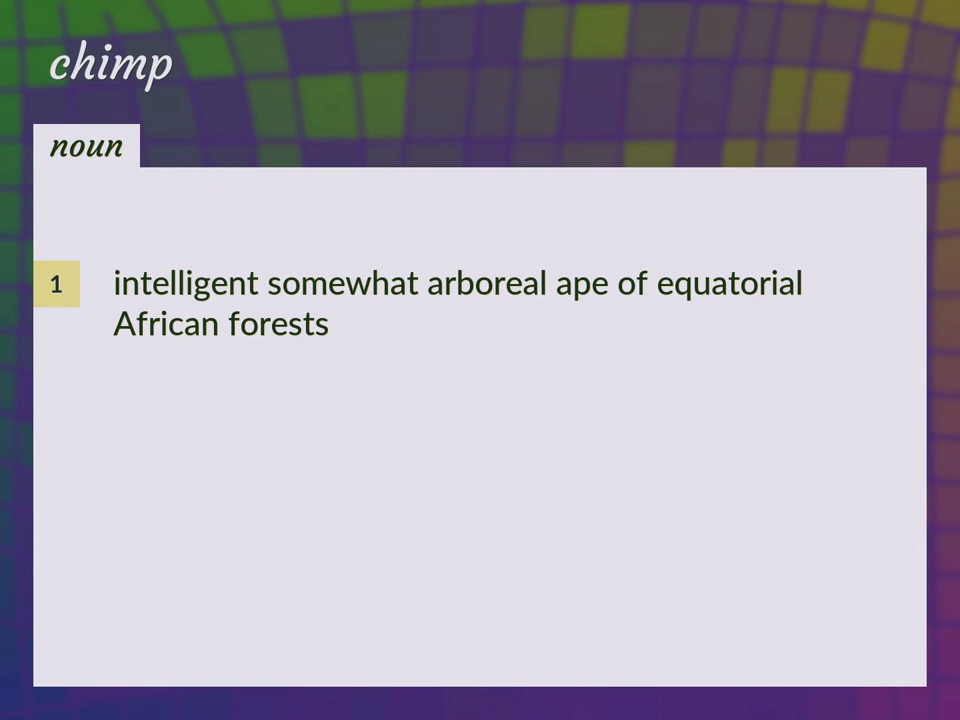 chimp
noun
1 intelligent somewhat arboreal ape of equatorial
African forests